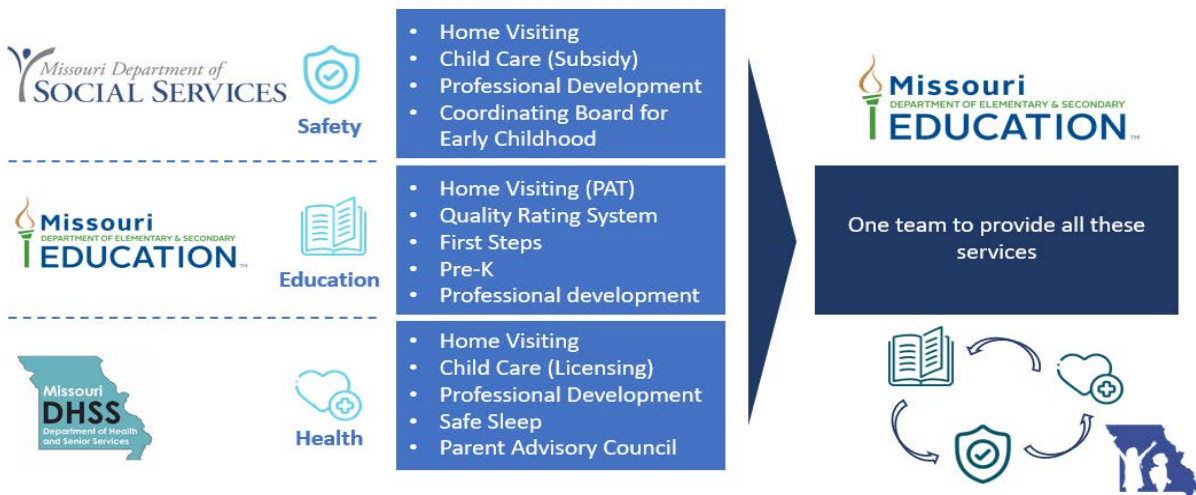 Missouri Department of
SOCIAL SERVICES
Safety
• Home Visiting
• Child Care (Subsidy)
• Professional Development
• Coordinating Board for
Early Childhood
Missouri
DEPARTMENT OF ELEMENTARY & SECONDARY
EDUCATION™
Education
• Home Visiting (PAT)
• Quality Rating System
• First Steps
• Pre-K
• Professional development
Missouri
DHSS
Department of Health
and Senior Services
Health
• Home Visiting
• Child Care (Licensing)
• Professional Development
• Safe Sleep
• Parent Advisory Council
Missouri
DEPARTMENT OF ELEMENTARY & SECONDARY
EDUCATION™
One team to provide all these
services